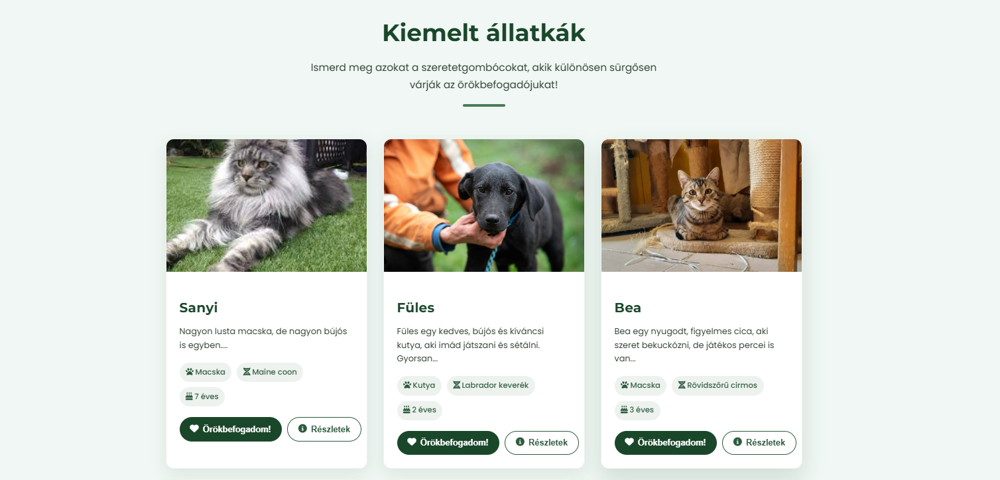 Kiemelt állatkák
Ismerd meg azokat a szeretetgombócokat, akik különösen sürgősen
várják az örökbefogadójukat!
Sanyi
Nagyon lusta macska, de nagyon bújós
is egyben....
Macska
Maine coon
7 éves
Örökbefogadom!
Részletek
Füles
Füles egy kedves, bújós és kíváncsi
kutya, aki imád játszani és sétálni.
Gyorsan...
Kutya
Labrador keverék
2 éves
Örökbefogadom!
Részletek
Bea
Bea egy nyugodt, figyelmes cica, aki
szeret bekuckózni, de játékos percei is
van...
Macska
Rövidszőrű cirmos
3 éves
Örökbefogadom!
Részletek